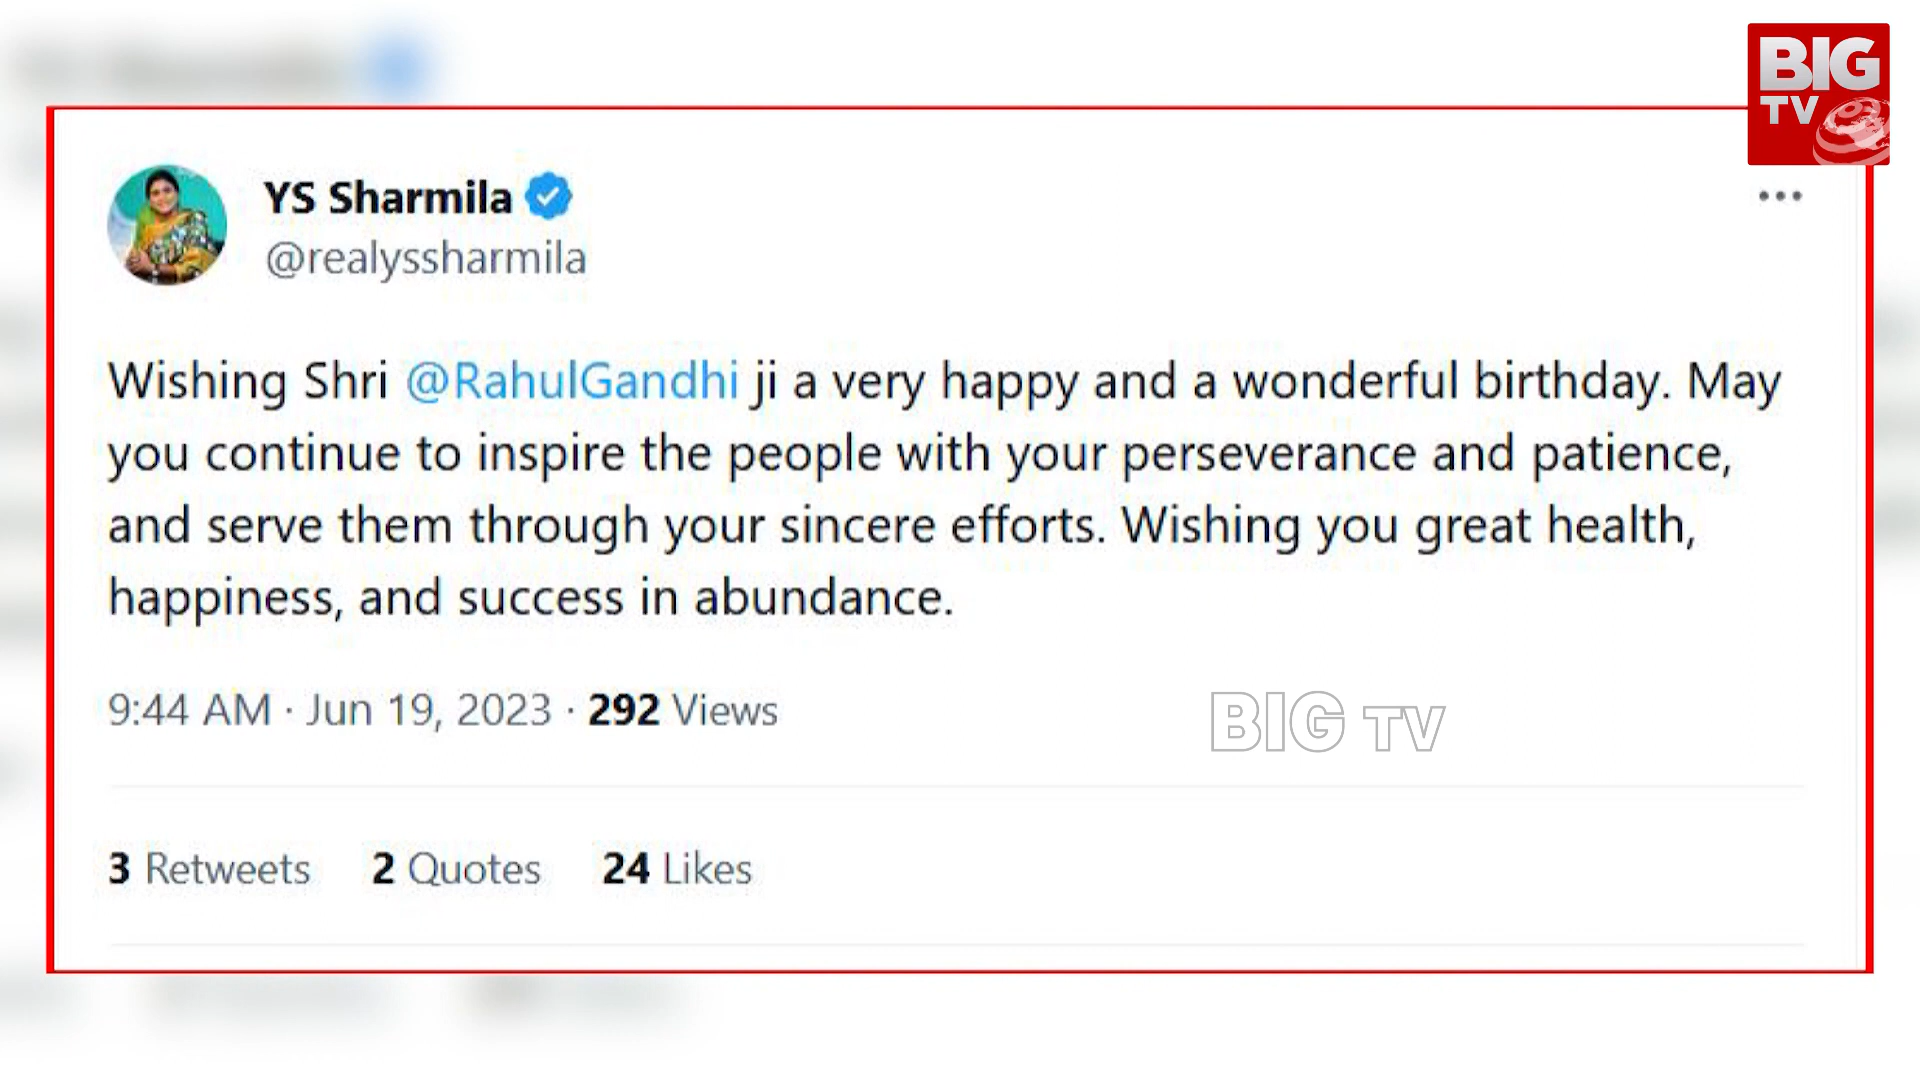 BIG
TV
YS Sharmila
@realyssharmila
Wishing Shri @RahulGandhi ji a very happy and a wonderful birthday. May
you continue to inspire the people with your perseverance and patience,
and serve them through your sincere efforts. Wishing you great health,
happiness, and success in abundance.
9:44 AM · Jun 19, 2023 · 292 Views
BIG TV
3 Retweets 2 Quotes 24 Likes